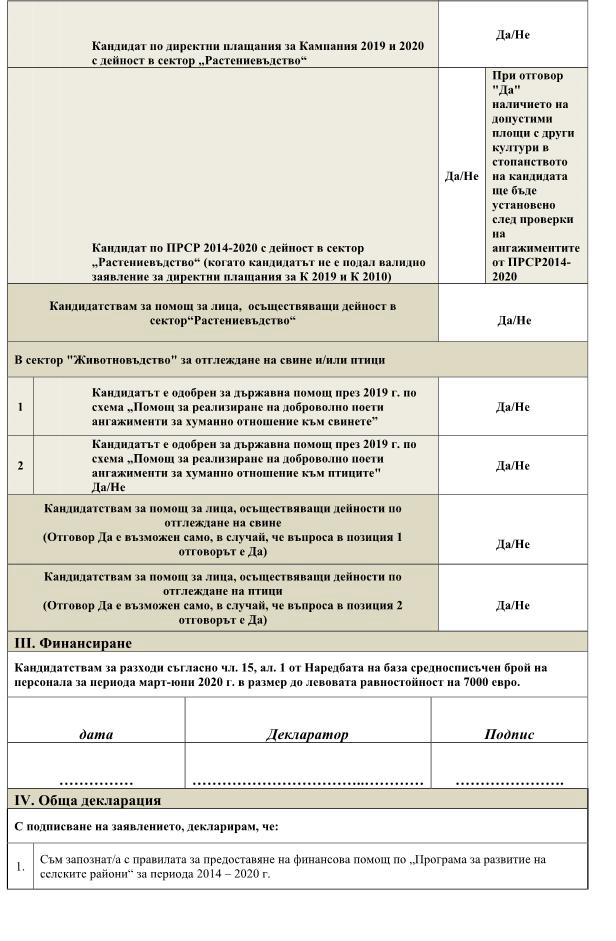 Кандидат по директни плащания за Кампания 2019 и 2020
с дейност в сектор „Растениевъдство“
Да/Не
Кандидат по ПРСР 2014-2020 с дейност в сектор
„Растениевъдство“ (когато кандидатът не е подал валидно
заявление за директни плащания за К 2019 и К 2010)
Да/Не
При отговор
"Да"
наличието на
допустими
площи с други
култури в
стопанството
на кандидата
ще бъде
установено
след проверки
на
ангажиментите
от ПРСР2014-
2020
Кандидатствам за помощ за лица, осъществяващи дейност в
сектор“Растениевъдство“
Да/Не
В сектор "Животновъдство" за отглеждане на свине и/или птици
1
Кандидатът е одобрен за държавна помощ през 2019 г. по
схема „Помощ за реализиране на доброволно поети
ангажименти за хуманно отношение към свинете”
Да/Не
2
Кандидатът е одобрен за държавна помощ през 2019 г. по
схема „Помощ за реализиране на доброволно поети
ангажименти за хуманно отношение към птиците"
Да/Не
Да/Не
Кандидатствам за помощ за лица, осъществяващи дейности по
отглеждане на свине
(Отговор Да е възможен само, в случай, че въпроса в позиция 1
отговорът е Да)
Да/Не
Кандидатствам за помощ за лица, осъществяващи дейности по
отглеждане на птици
(Отговор Да е възможен само, в случай, че въпроса в позиция 2
отговорът е Да)
Да/Не
III. Финансиране
Кандидатствам за разходи съгласно чл. 15, ал. 1 от Наредбата на база средносписъчен брой на
персонала за периода март-юни 2020 г. в размер до левовата равностойност на 7000 евро.
дата Декларатор Подпис
…………… ……………………………..………… ………………….
IV. Обща декларация
С подписване на заявлението, декларирам, че:
1. Съм запознат/а с правилата за предоставяне на финансова помощ по „Програма за развитие на
селските райони“ за периода 2014 – 2020 г.